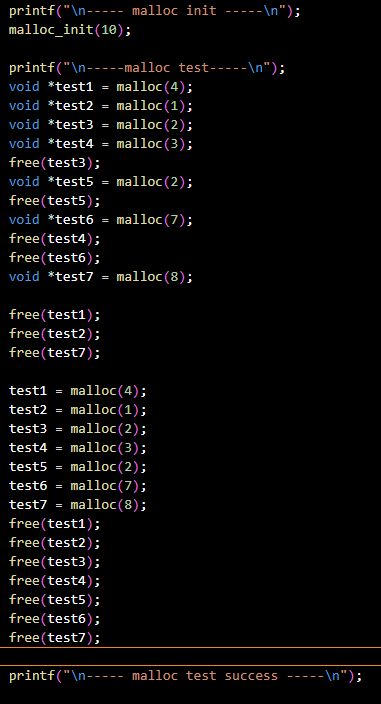 printf("\n----- malloc init -----\n");
malloc_init(10);
printf("\n-----malloc test-----\n");
void *test1 = malloc(4);
void *test2 = malloc(1);
void *test3 = malloc(2);
void *test4 = malloc(3);
free(test3);
void *test5 = malloc(2);
free(test5);
void *test6 = malloc(7);
free(test4);
free(test6);
void *test7 = malloc(8);
free(test1);
free(test2);
free(test7);
test1 = malloc(4);
test2 = malloc(1);
test3 = malloc(2);
test4 = malloc(3);
test5 = malloc(2);
test6 = malloc(7);
test7 = malloc(8);
free(test1);
free(test2);
free(test3);
free(test4);
free(test5);
free(test6);
free(test7);
printf("\n----- malloc test success -----\n");